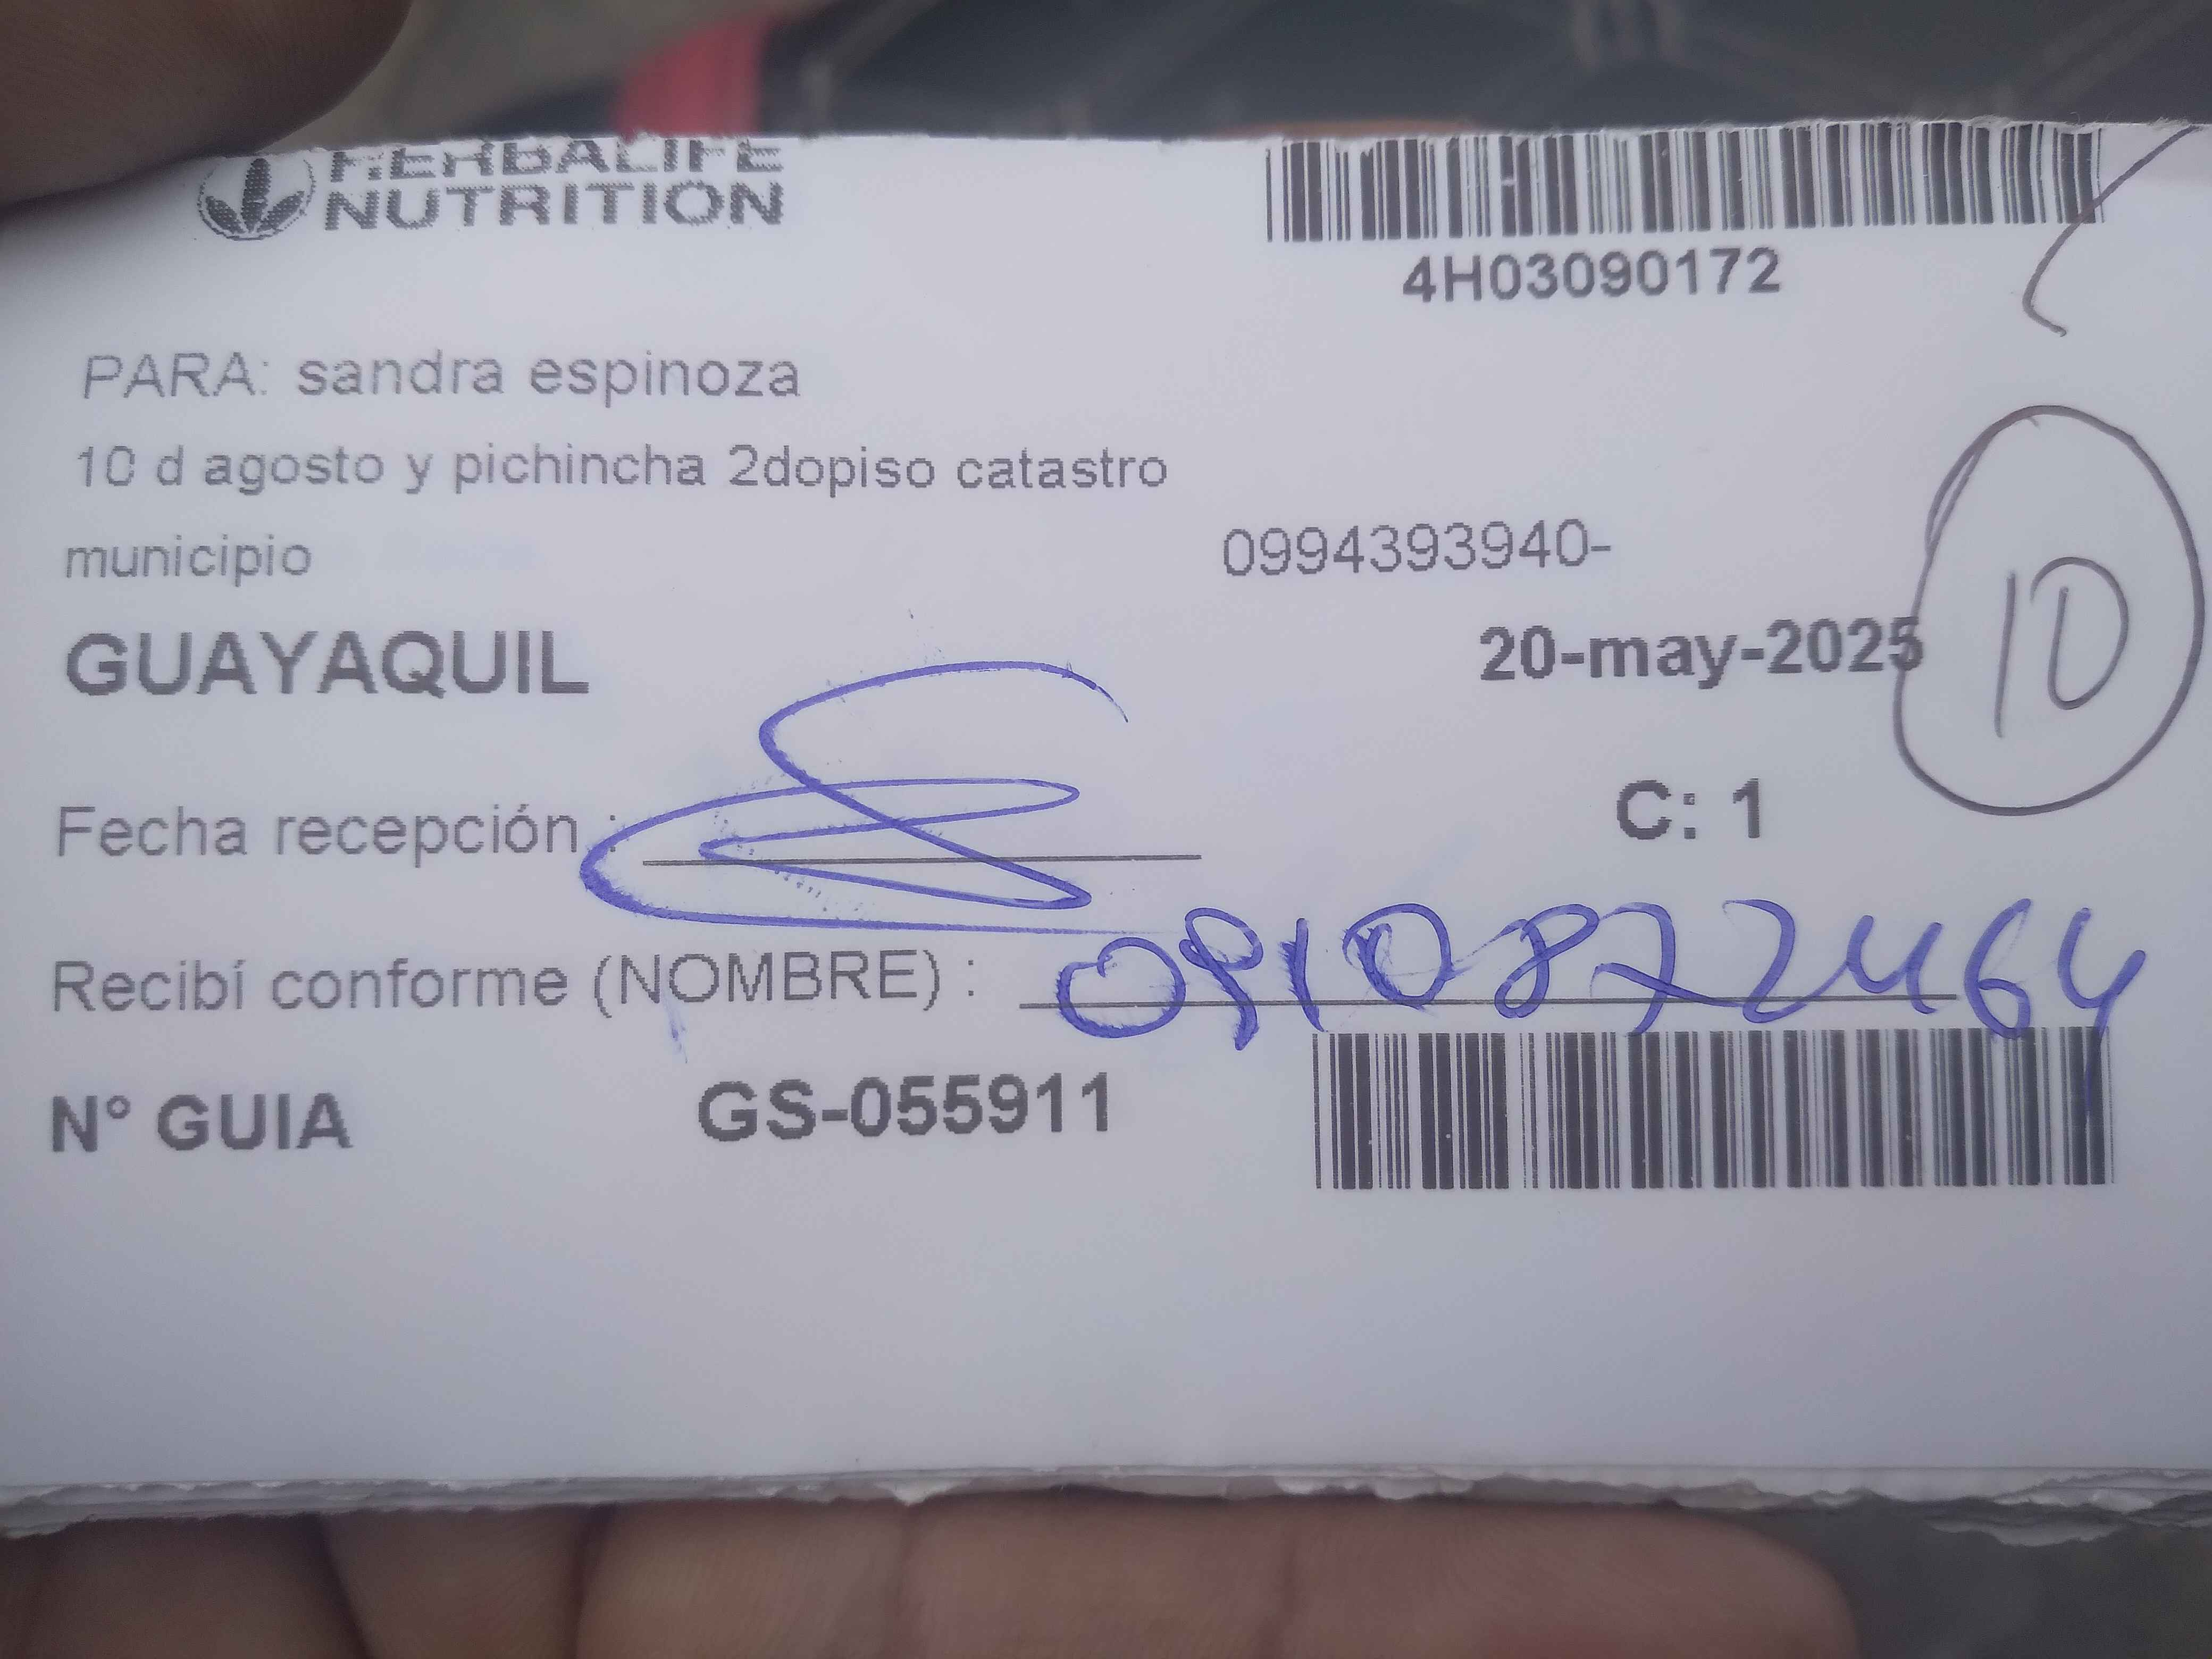 HERBALIFE
NUTRITION
4H03090172
PARA: sandra espinoza
10 d agosto y pichincha 2dopiso catastro
municipio 0994393940-
GUAYAQUIL 20-may-2025
10
Fecha recepción : C: 1
Recibí conforme (NOMBRE) : 0910872464
N° GUIA GS-055911